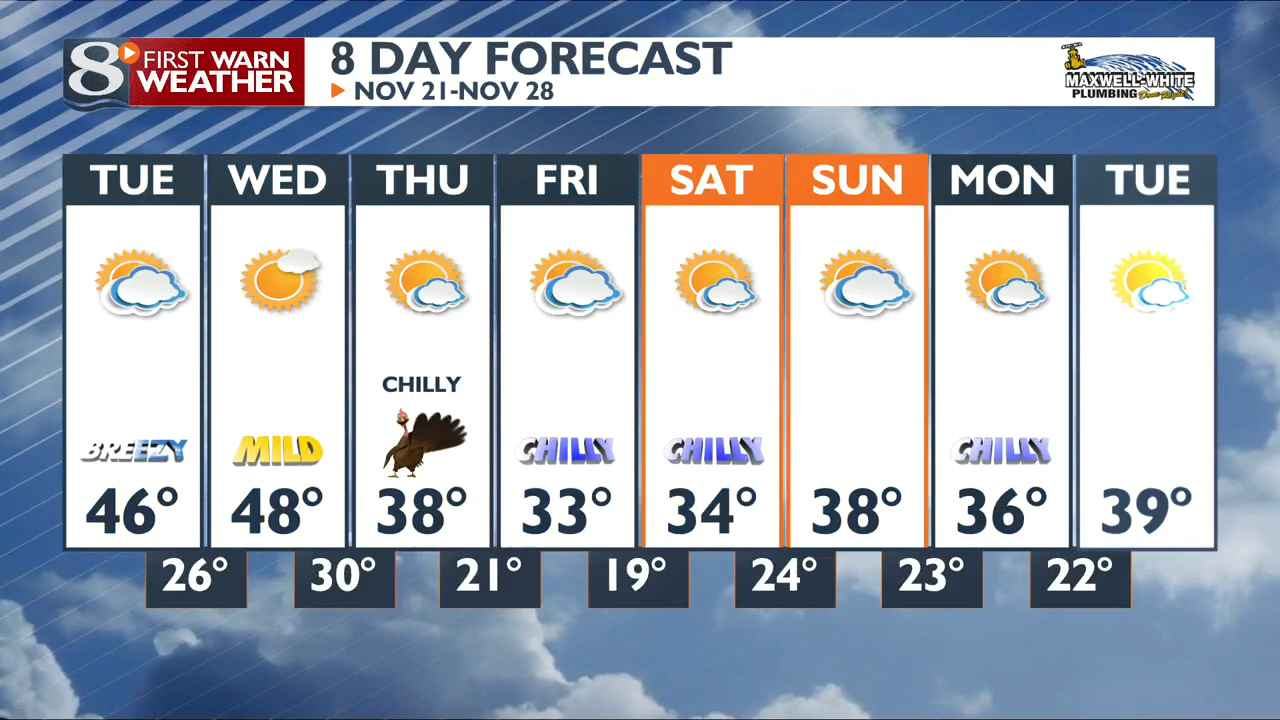 8 FIRST WARN
WEATHER
8 DAY FORECAST
NOV 21-NOV 28
MAXWELL-WHITE
PLUMBING Done Right!
TUE WED THU FRI SAT SUN MON TUE
CHILLY
BREEZY MILD CHILLY CHILLY CHILLY
46° 48° 38° 33° 34° 38° 36° 39°
26° 30° 21° 19° 24° 23° 22°